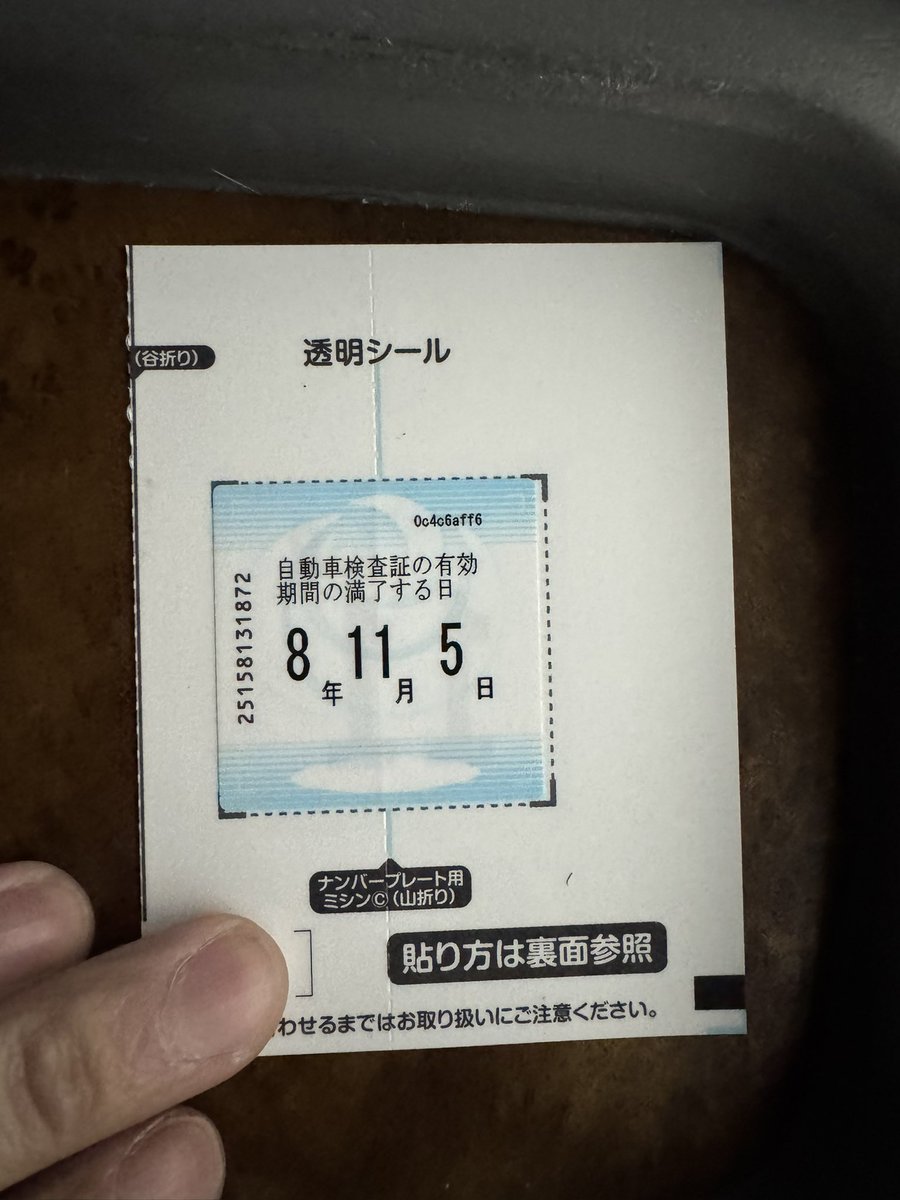 (谷折り)
透明シール
0c4c6aff6
自動車検査証の有効
期間の満了する日
8年11月5日
25158131872
ナンバープレート用
ミシン©(山折り)
貼り方は裏面参照
わせるまではお取り扱いにご注意ください。